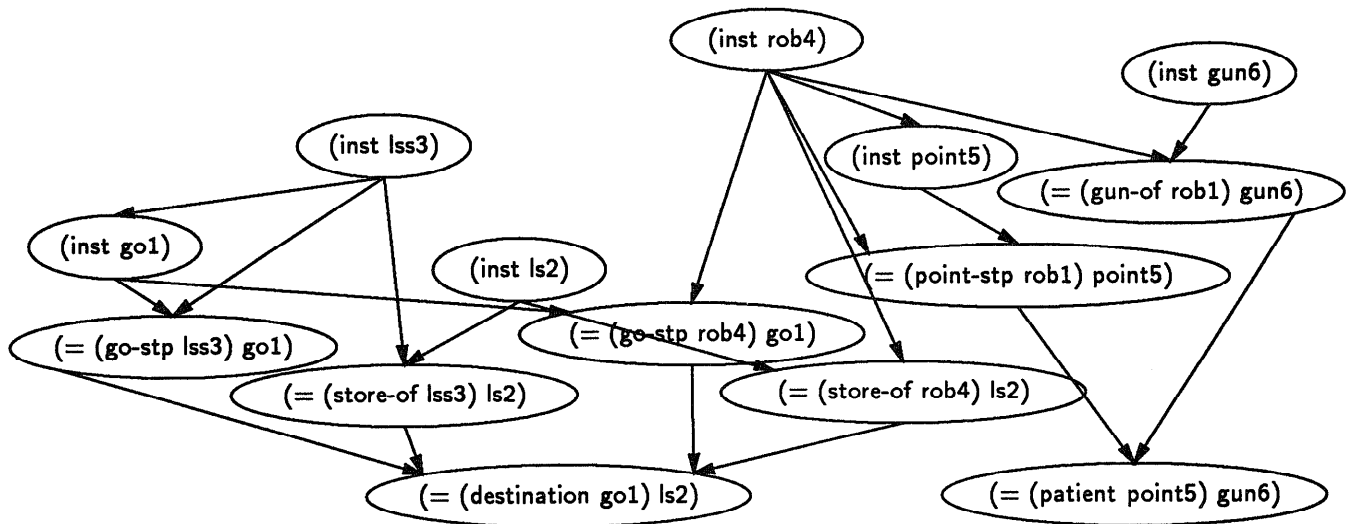 (inst rob4)
(inst gun6)
(inst lss3)
(inst point5)
(= (gun-of rob1) gun6)
(inst go1)
(inst ls2)
(= (point-stp rob1) point5)
(= (go-stp lss3) go1)
(= (go-stp rob4) go1)
(= (store-of lss3) ls2)
(= (store-of rob4) ls2)
(= (destination go1) ls2)
(= (patient point5) gun6)